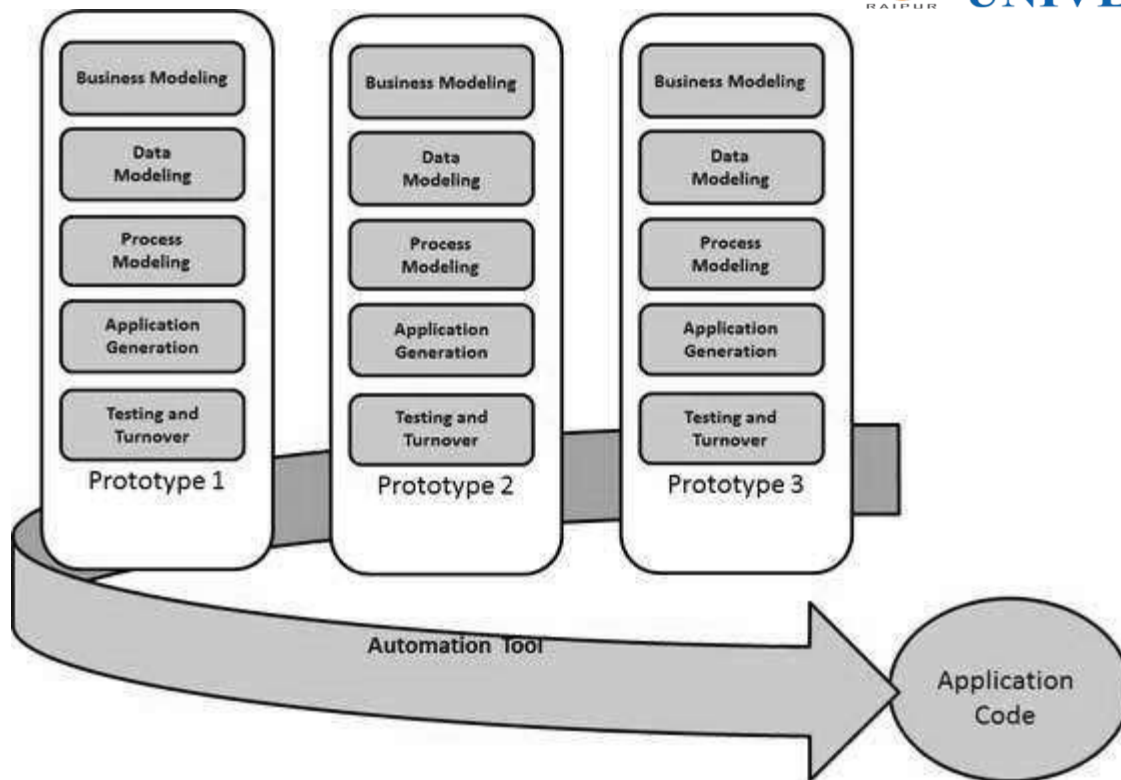 RAIPUR
Business Modeling
Data
Modeling
Process
Modeling
Application
Generation
Testing and
Turnover
Prototype 1
Business Modeling
Data
Modeling
Process
Modeling
Application
Generation
Testing and
Turnover
Prototype 2
Business Modeling
Data
Modeling
Process
Modeling
Application
Generation
Testing and
Turnover
Prototype 3
Automation Tool
Application
Code